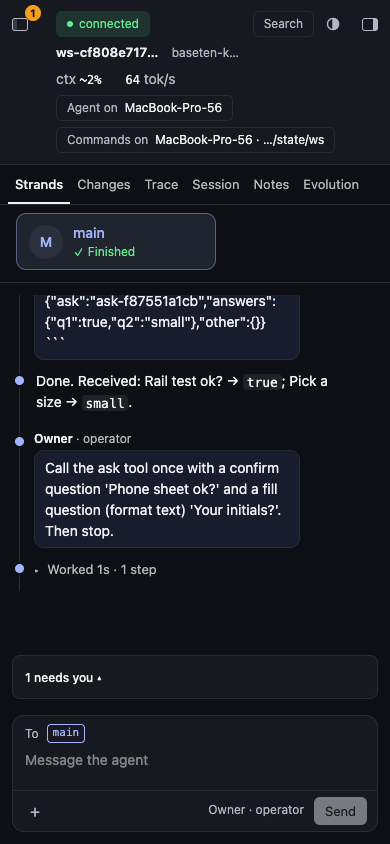 1
connected
Search
ws-cf808e717... baseten-k...
ctx ~2% 64 tok/s
Agent on MacBook-Pro-56
Commands on MacBook-Pro-56 · .../state/ws
Strands Changes Trace Session Notes Evolution
M
main
✓ Finished
{"ask":"ask-f87551a1cb","answers":
{"q1":true,"q2":"small"},"other":{}}
```
Done. Received: Rail test ok? → true; Pick a
size → small.
Owner · operator
Call the ask tool once with a confirm
question 'Phone sheet ok?' and a fill
question (format text) 'Your initials?'.
Then stop.
▸ Worked 1s · 1 step
1 needs you ▴
To main
Message the agent
+ Owner · operator Send